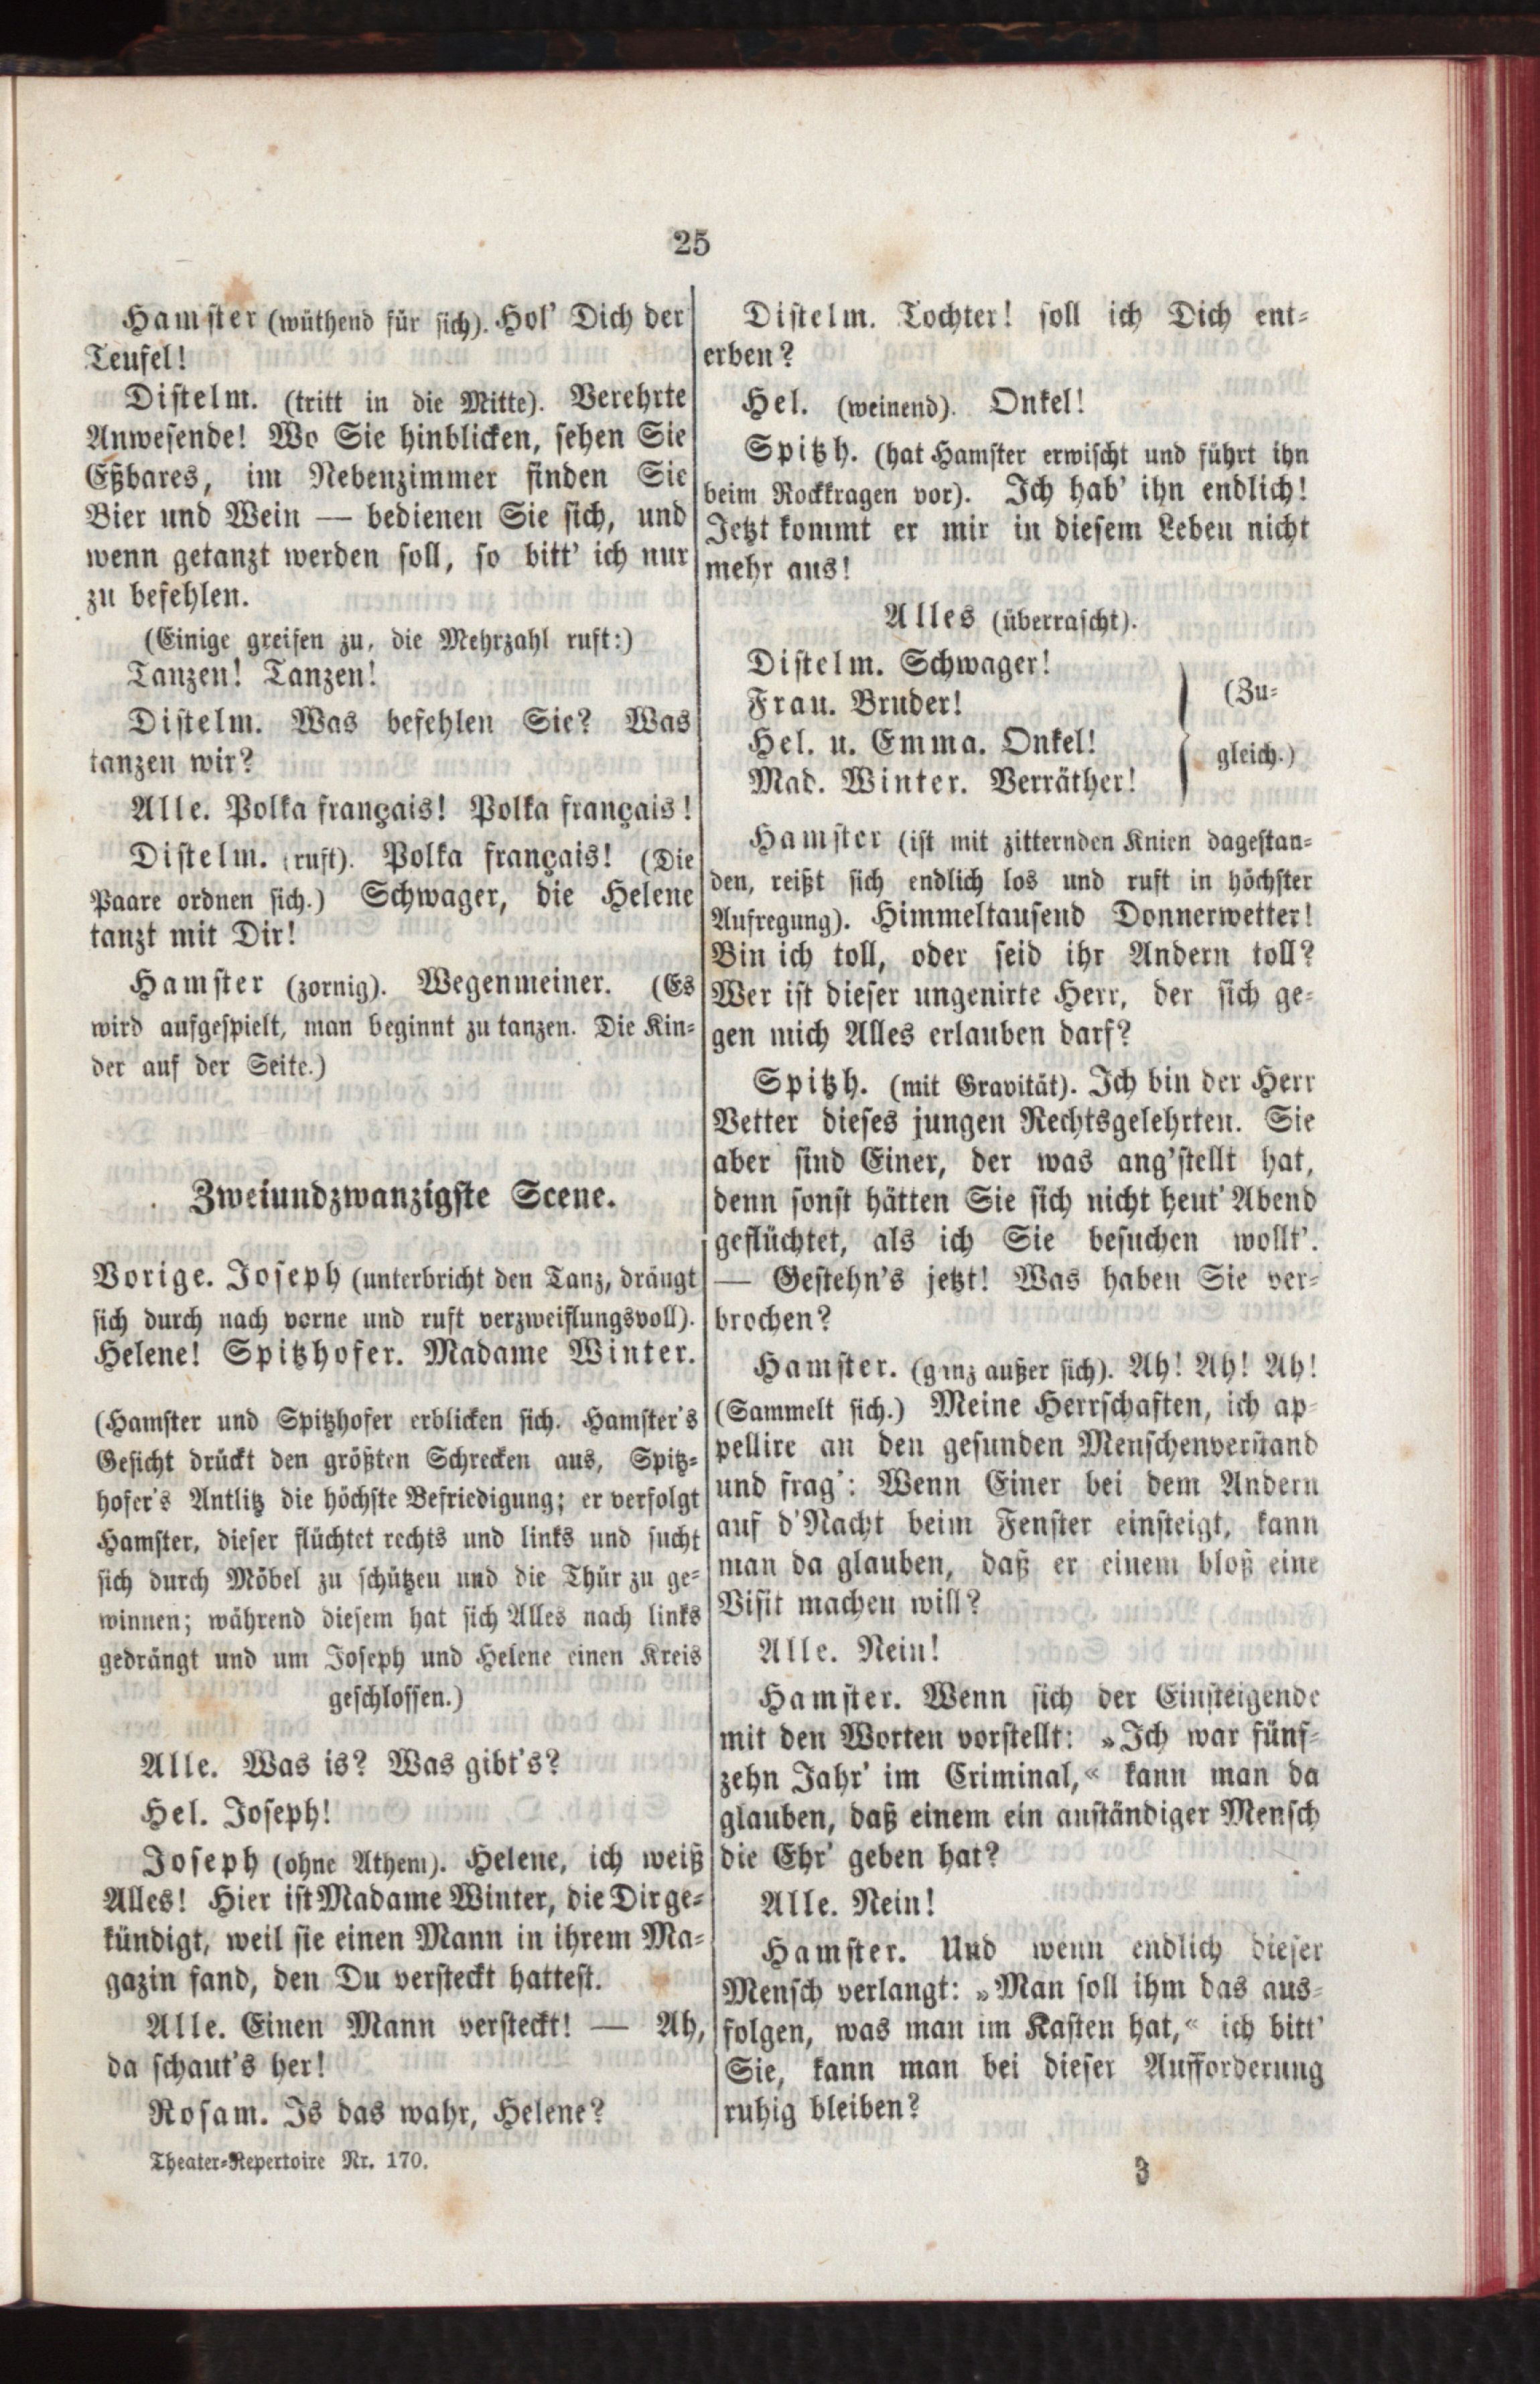 25
Hamster (wüthend für sich). Hol' Dich der
Teufel!
Distelm. (tritt in die Mitte). Verehrte
Anwesende! Wo Sie hinblicken, sehen Sie
Eßbares, im Nebenzimmer finden Sie
Bier und Wein — bedienen Sie sich, und
wenn getanzt werden soll, so bitt' ich nur
zu befehlen.
(Einige greifen zu, die Mehrzahl ruft:)
Tanzen! Tanzen!
Distelm. Was befehlen Sie? Was
tanzen wir?
Alle. Polka français! Polka français!
Distelm. (ruft). Polka français! (Die
Paare ordnen sich.) Schwager, die Helene
tanzt mit Dir!
Hamster (zornig). Wegenmeiner. (Es
wird aufgespielt, man beginnt zu tanzen. Die Kin-
der auf der Seite.)
Zweiundzwanzigste Scene.
Vorige. Joseph (unterbricht den Tanz, drängt
sich durch nach vorne und ruft verzweiflungsvoll).
Helene! Spitzhofer. Madame Winter.
(Hamster und Spitzhofer erblicken sich. Hamster's
Gesicht drückt den größten Schrecken aus, Spitz-
hofer's Antlitz die höchste Befriedigung; er verfolgt
Hamster, dieser flüchtet rechts und links und sucht
sich durch Möbel zu schützen und die Thür zu ge-
winnen; während diesem hat sich Alles nach links
gedrängt und um Joseph und Helene einen Kreis
geschlossen.)
Alle. Was is? Was gibt's?
Hel. Joseph!
Joseph (ohne Athem). Helene, ich weiß
Alles! Hier ist Madame Winter, die Dir ge-
kündigt, weil sie einen Mann in ihrem Ma-
gazin fand, den Du versteckt hattest.
Alle. Einen Mann versteckt! — Ah,
da schaut's her!
Rosam. Is das wahr, Helene?
Theater-Repertoire Nr. 170.
Distelm. Tochter! soll ich Dich ent-
erben?
Hel. (weinend). Onkel!
Spitzh. (hat Hamster erwischt und führt ihn
beim Rockkragen vor). Ich hab' ihn endlich!
Jetzt kommt er mir in diesem Leben nicht
mehr aus!
Alles (überrascht).
Distelm. Schwager!
Frau. Bruder! (Zu-
Hel. u. Emma. Onkel! gleich.)
Mad. Winter. Verräther!
Hamster (ist mit zitternden Knien dagestan-
den, reißt sich endlich los und ruft in höchster
Aufregung). Himmeltausend Donnerwetter!
Bin ich toll, oder seid ihr Andern toll?
Wer ist dieser ungenirte Herr, der sich ge-
gen mich Alles erlauben darf?
Spitzh. (mit Gravität). Ich bin der Herr
Vetter dieses jungen Rechtsgelehrten. Sie
aber sind Einer, der was ang'stellt hat,
denn sonst hätten Sie sich nicht heut' Abend
geflüchtet, als ich Sie besuchen wollt'.
— Gestehn's jetzt! Was haben Sie ver-
brochen?
Hamster. (ganz außer sich). Ah! Ah! Ah!
(Sammelt sich.) Meine Herrschaften, ich ap-
pellire an den gesunden Menschenverstand
und frag': Wenn Einer bei dem Andern
auf d'Nacht beim Fenster einsteigt, kann
man da glauben, daß er einem bloß eine
Visit machen will?
Alle. Nein!
Hamster. Wenn sich der Einsteigende
mit den Worten vorstellt: »Ich war fünf-
zehn Jahr' im Criminal,« kann man da
glauben, daß einem ein anständiger Mensch
die Ehr' geben hat?
Alle. Nein!
Hamster. Und wenn endlich dieser
Mensch verlangt: »Man soll ihm das aus-
folgen, was man im Kasten hat,« ich bitt'
Sie, kann man bei dieser Aufforderung
ruhig bleiben?
3